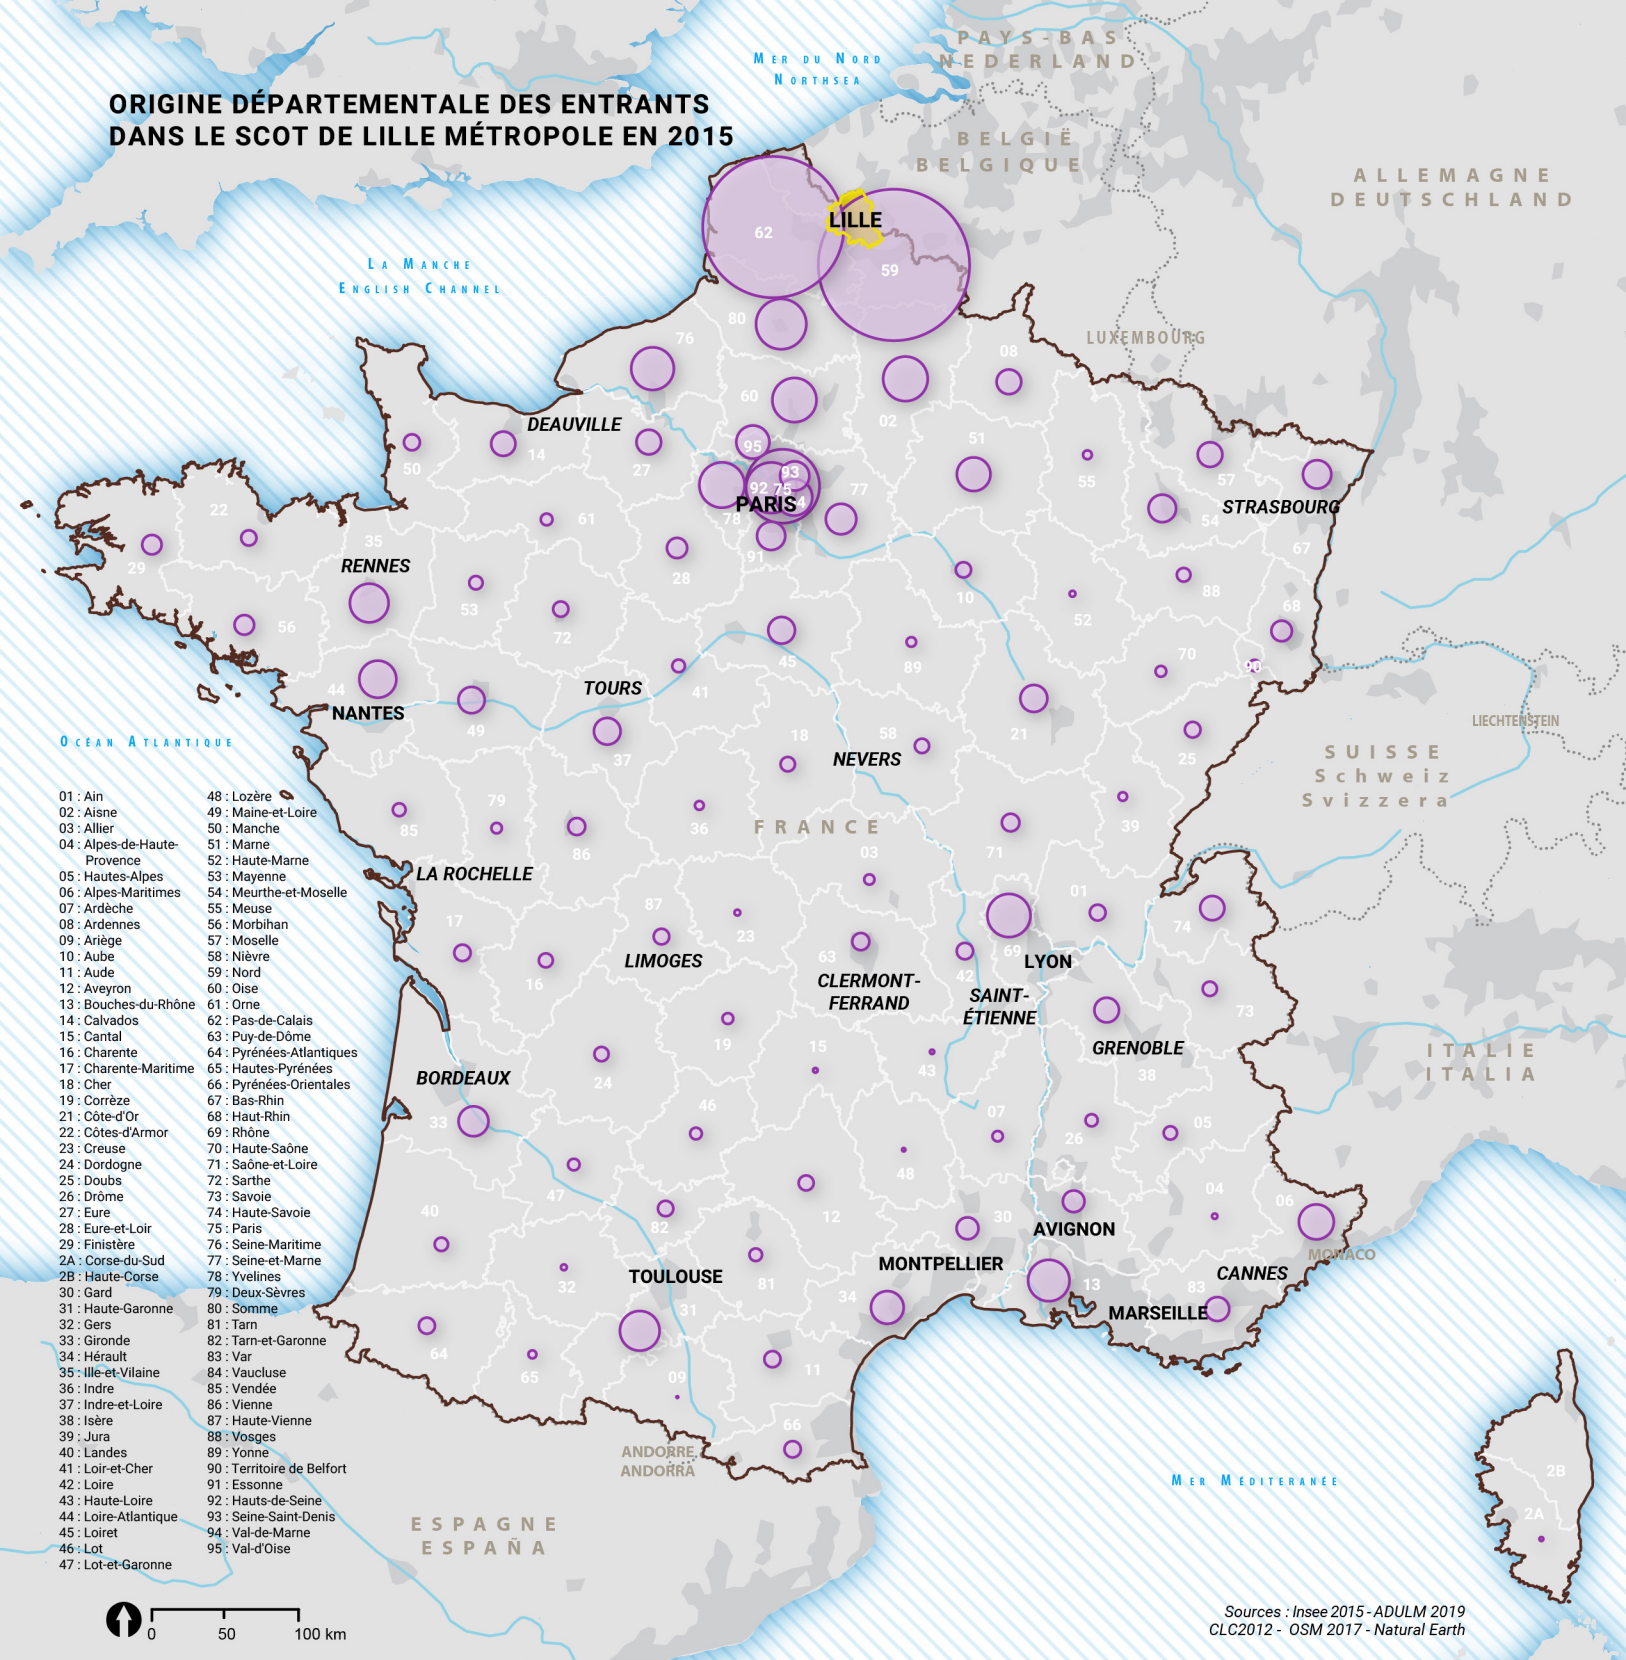 ORIGINE DÉPARTEMENTALE DES ENTRANTS
DANS LE SCOT DE LILLE MÉTROPOLE EN 2015
MER DU NORD
NORTHSEA
PAYS-BAS
NEDERLAND
BELGIË
BELGIQUE
ALLEMAGNE
DEUTSCHLAND
LA MANCHE
ENGLISH CHANNEL
LILLE
62
59
80
76
LUXEMBOURG
08
60
02
DEAUVILLE
14
50
27
95
51
55
57
93
92
75
94
PARIS
77
78
91
STRASBOURG
54
67
22
29
35
RENNES
61
28
53
72
56
10
52
88
68
44
NANTES
49
TOURS
41
45
89
70
90
37
18
58
NEVERS
21
25
LIECHTENSTEIN
SUISSE
Schweiz
Svizzera
OCÉAN ATLANTIQUE
85
79
86
36
FRANCE
03
71
39
LA ROCHELLE
17
16
87
LIMOGES
23
63
CLERMONT-
FERRAND
42
SAINT-
ÉTIENNE
69
LYON
01
74
73
GRENOBLE
38
ITALIE
ITALIA
19
15
43
24
BORDEAUX
33
46
07
26
05
47
48
04
06
40
82
12
30
AVIGNON
MONACO
MONTPELLIER
CANNES
TOULOUSE
32
81
34
13
83
MARSEILLE
31
64
65
09
11
66
ANDORRE
ANDORRA
MER MÉDITERANÉE
2B
2A
ESPAGNE
ESPAÑA
01 : Ain
02 : Aisne
03 : Allier
04 : Alpes-de-Haute-
Provence
05 : Hautes-Alpes
06 : Alpes-Maritimes
07 : Ardèche
08 : Ardennes
09 : Ariège
10 : Aube
11 : Aude
12 : Aveyron
13 : Bouches-du-Rhône
14 : Calvados
15 : Cantal
16 : Charente
17 : Charente-Maritime
18 : Cher
19 : Corrèze
21 : Côte-d'Or
22 : Côtes-d'Armor
23 : Creuse
24 : Dordogne
25 : Doubs
26 : Drôme
27 : Eure
28 : Eure-et-Loir
29 : Finistère
2A : Corse-du-Sud
2B : Haute-Corse
30 : Gard
31 : Haute-Garonne
32 : Gers
33 : Gironde
34 : Hérault
35 : Ille-et-Vilaine
36 : Indre
37 : Indre-et-Loire
38 : Isère
39 : Jura
40 : Landes
41 : Loir-et-Cher
42 : Loire
43 : Haute-Loire
44 : Loire-Atlantique
45 : Loiret
46 : Lot
47 : Lot-et-Garonne
48 : Lozère
49 : Maine-et-Loire
50 : Manche
51 : Marne
52 : Haute-Marne
53 : Mayenne
54 : Meurthe-et-Moselle
55 : Meuse
56 : Morbihan
57 : Moselle
58 : Nièvre
59 : Nord
60 : Oise
61 : Orne
62 : Pas-de-Calais
63 : Puy-de-Dôme
64 : Pyrénées-Atlantiques
65 : Hautes-Pyrénées
66 : Pyrénées-Orientales
67 : Bas-Rhin
68 : Haut-Rhin
69 : Rhône
70 : Haute-Saône
71 : Saône-et-Loire
72 : Sarthe
73 : Savoie
74 : Haute-Savoie
75 : Paris
76 : Seine-Maritime
77 : Seine-et-Marne
78 : Yvelines
79 : Deux-Sèvres
80 : Somme
81 : Tarn
82 : Tarn-et-Garonne
83 : Var
84 : Vaucluse
85 : Vendée
86 : Vienne
87 : Haute-Vienne
88 : Vosges
89 : Yonne
90 : Territoire de Belfort
91 : Essonne
92 : Hauts-de-Seine
93 : Seine-Saint-Denis
94 : Val-de-Marne
95 : Val-d'Oise
0 50 100 km
Sources : Insee 2015 - ADULM 2019
CLC2012 - OSM 2017 - Natural Earth